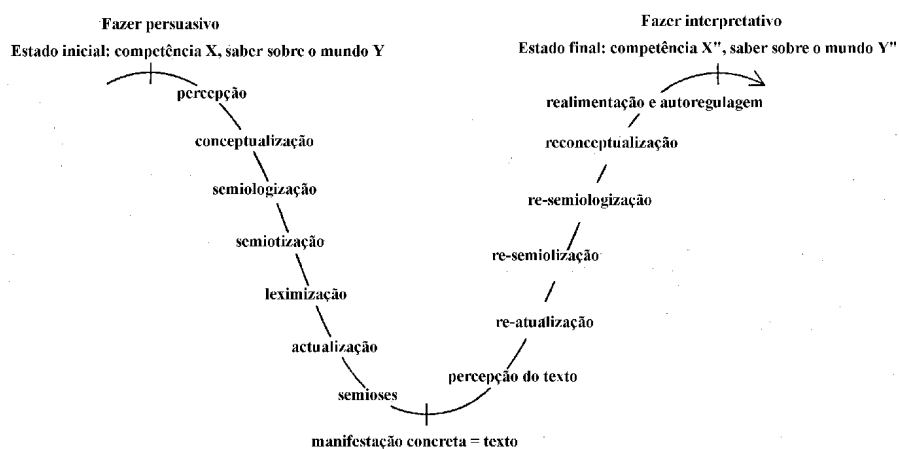 Fazer persuasivo
Estado inicial: competência X, saber sobre o mundo Y
percepção
conceptualização
semiologização
semiotização
leximização
actualização
semioses
manifestação concreta = texto
Fazer interpretativo
Estado final: competência X", saber sobre o mundo Y"
realimentação e autoregulagem
reconceptualização
re-semiologização
re-semiolização
re-atualização
percepção do texto